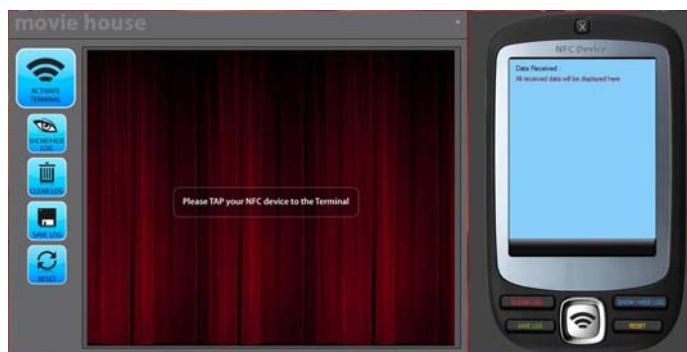 movie house
ACTIVATE
TERMINAL
SHOW/HIDE
LOG
CLEAR LOG
SAVE LOG
RESET
Please TAP your NFC device to the Terminal
X
NFC Device
Data Received :
All received data will be displayed here
CLEAR LOG
SHOW / HIDE LOG
SAVE LOG
RESET